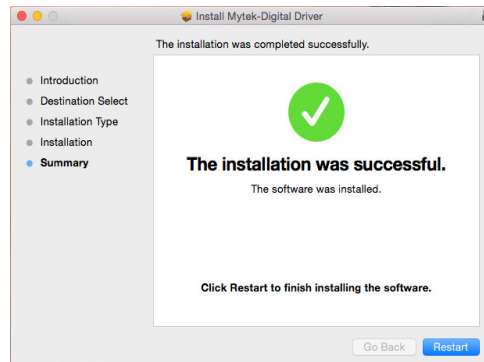 Install Mytek-Digital Driver
The installation was completed successfully.
Introduction
Destination Select
Installation Type
Installation
Summary
The installation was successful.
The software was installed.
Click Restart to finish installing the software.
Go Back
Restart